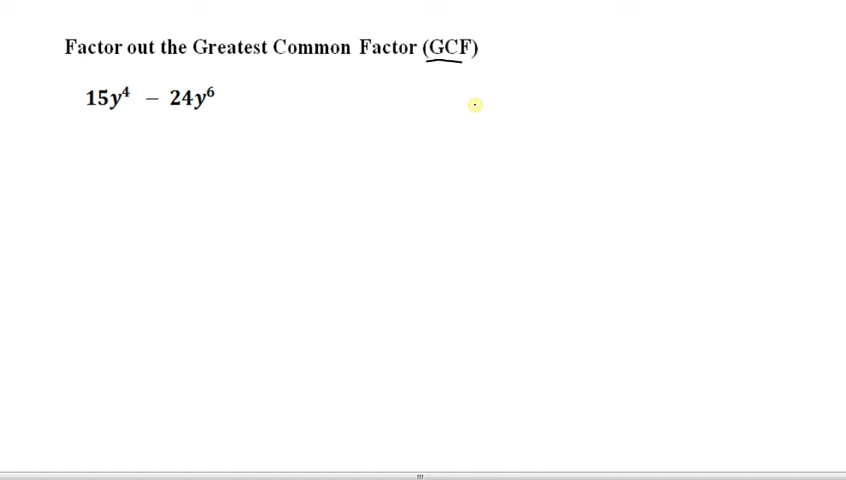 Factor out the Greatest Common Factor (GCF)
15y⁴ − 24y⁶